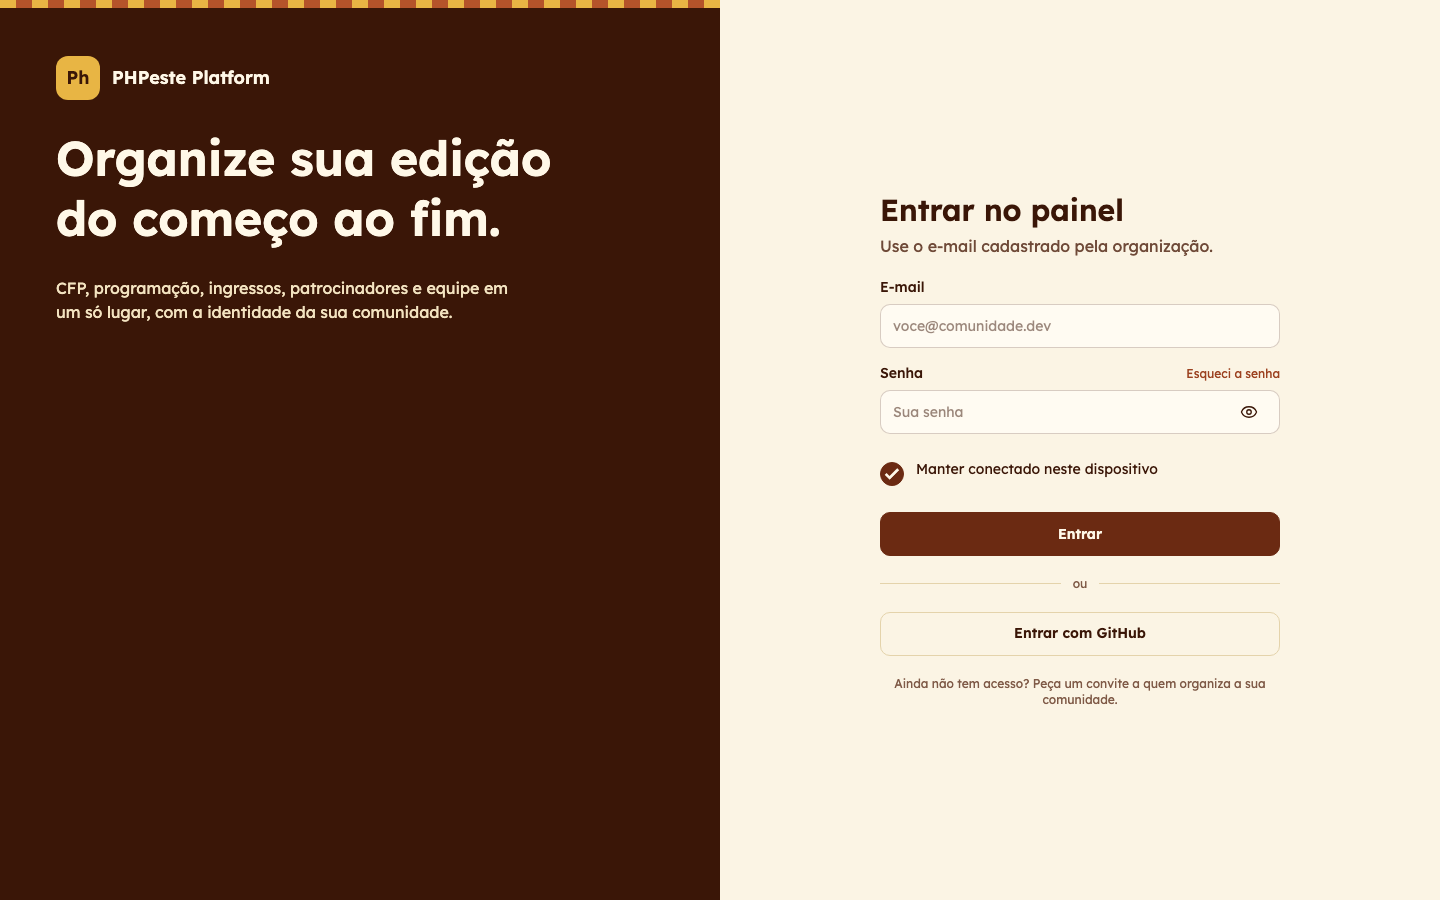 Ph
PHPeste Platform
Organize sua edição
do começo ao fim.
CFP, programação, ingressos, patrocinadores e equipe em
um só lugar, com a identidade da sua comunidade.
Entrar no painel
Use o e-mail cadastrado pela organização.
E-mail
voce@comunidade.dev
Senha
Esqueci a senha
Sua senha
Manter conectado neste dispositivo
Entrar
ou
Entrar com GitHub
Ainda não tem acesso? Peça um convite a quem organiza a sua
comunidade.